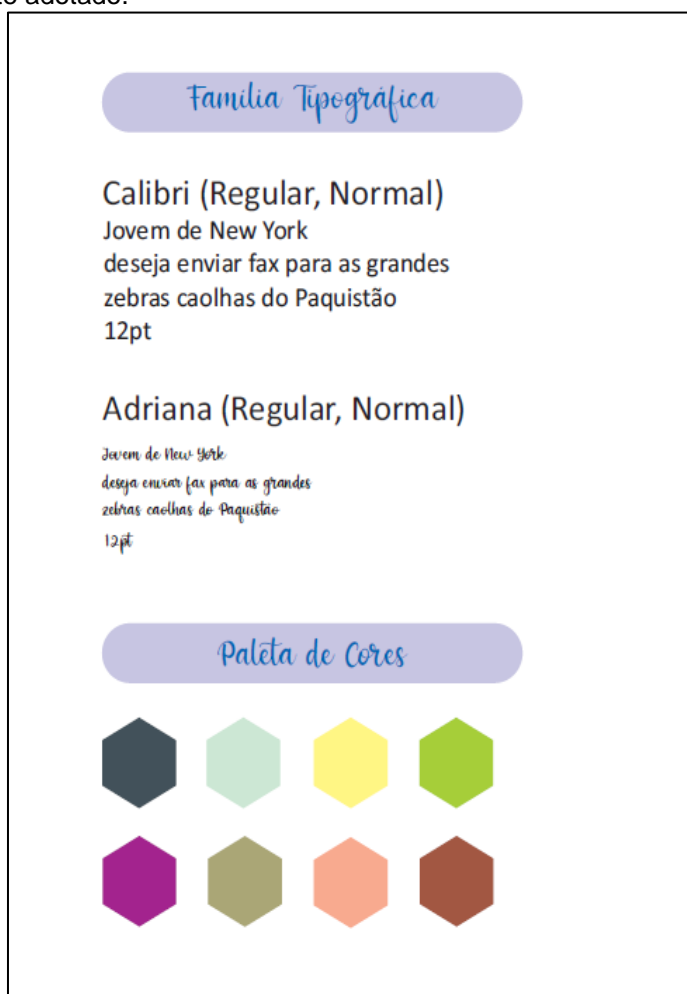 adotado.
Família Tipográfica
Calibri (Regular, Normal)
Jovem de New York
deseja enviar fax para as grandes
zebras caolhas do Paquistão
12pt
Adriana (Regular, Normal)
Jovem de New York
deseja enviar fax para as grandes
zebras caolhas do Paquistão
12pt
Paleta de Cores